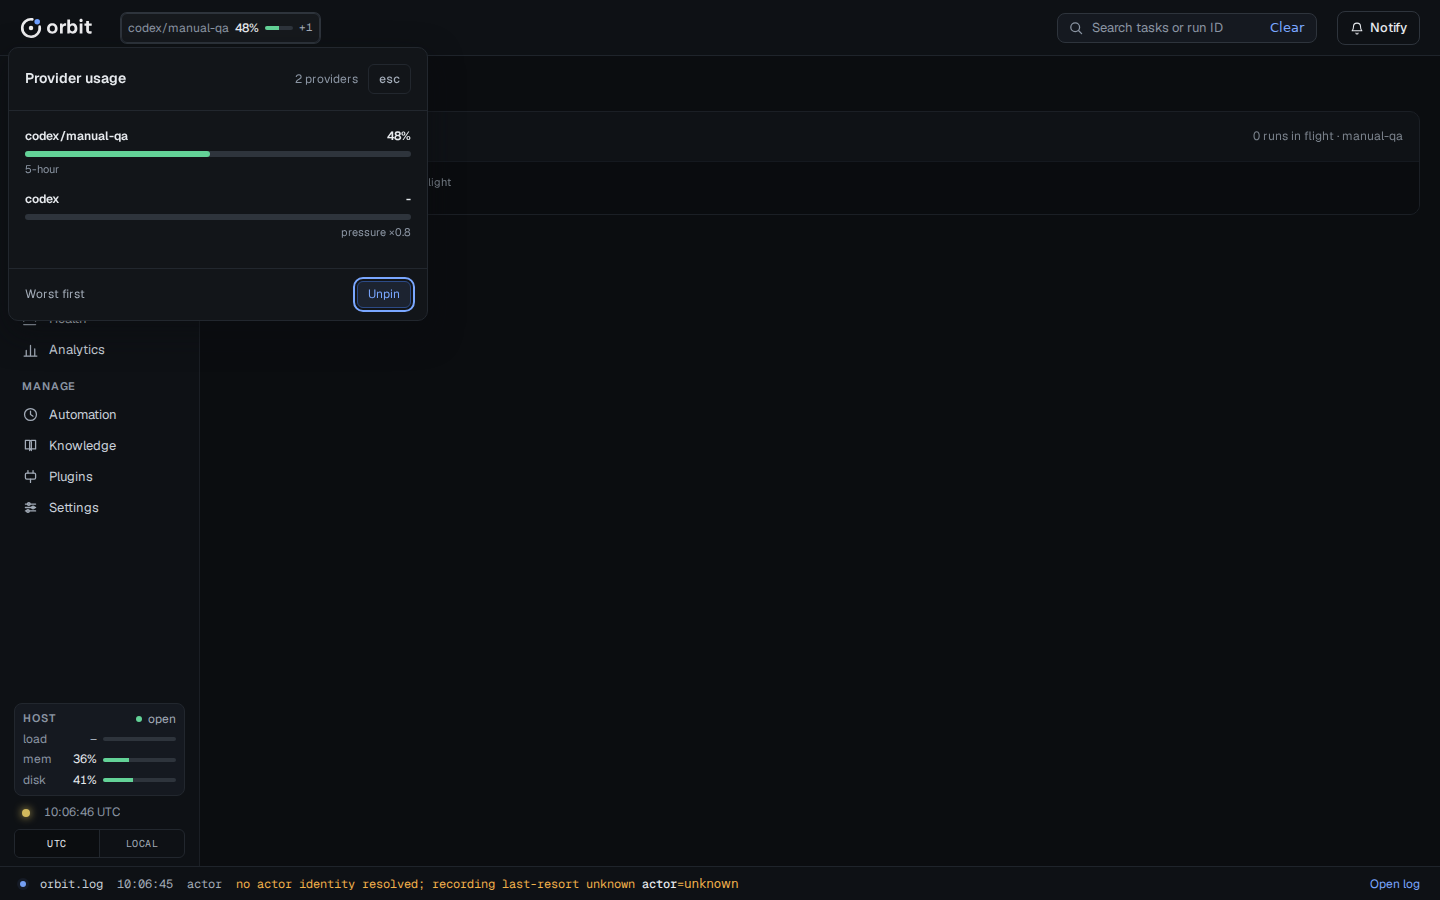 orbit codex/manual-qa 48% +1 Search tasks or run ID Clear Notify
Provider usage 2 providers esc
codex/manual-qa 48%
5-hour
codex -
pressure ×0.8
Worst first Unpin
0 runs in flight · manual-qa
light
Health
Analytics
MANAGE
Automation
Knowledge
Plugins
Settings
HOST open
load –
mem 36%
disk 41%
10:06:46 UTC
UTC LOCAL
orbit.log 10:06:45 actor no actor identity resolved; recording last-resort unknown actor=unknown Open log